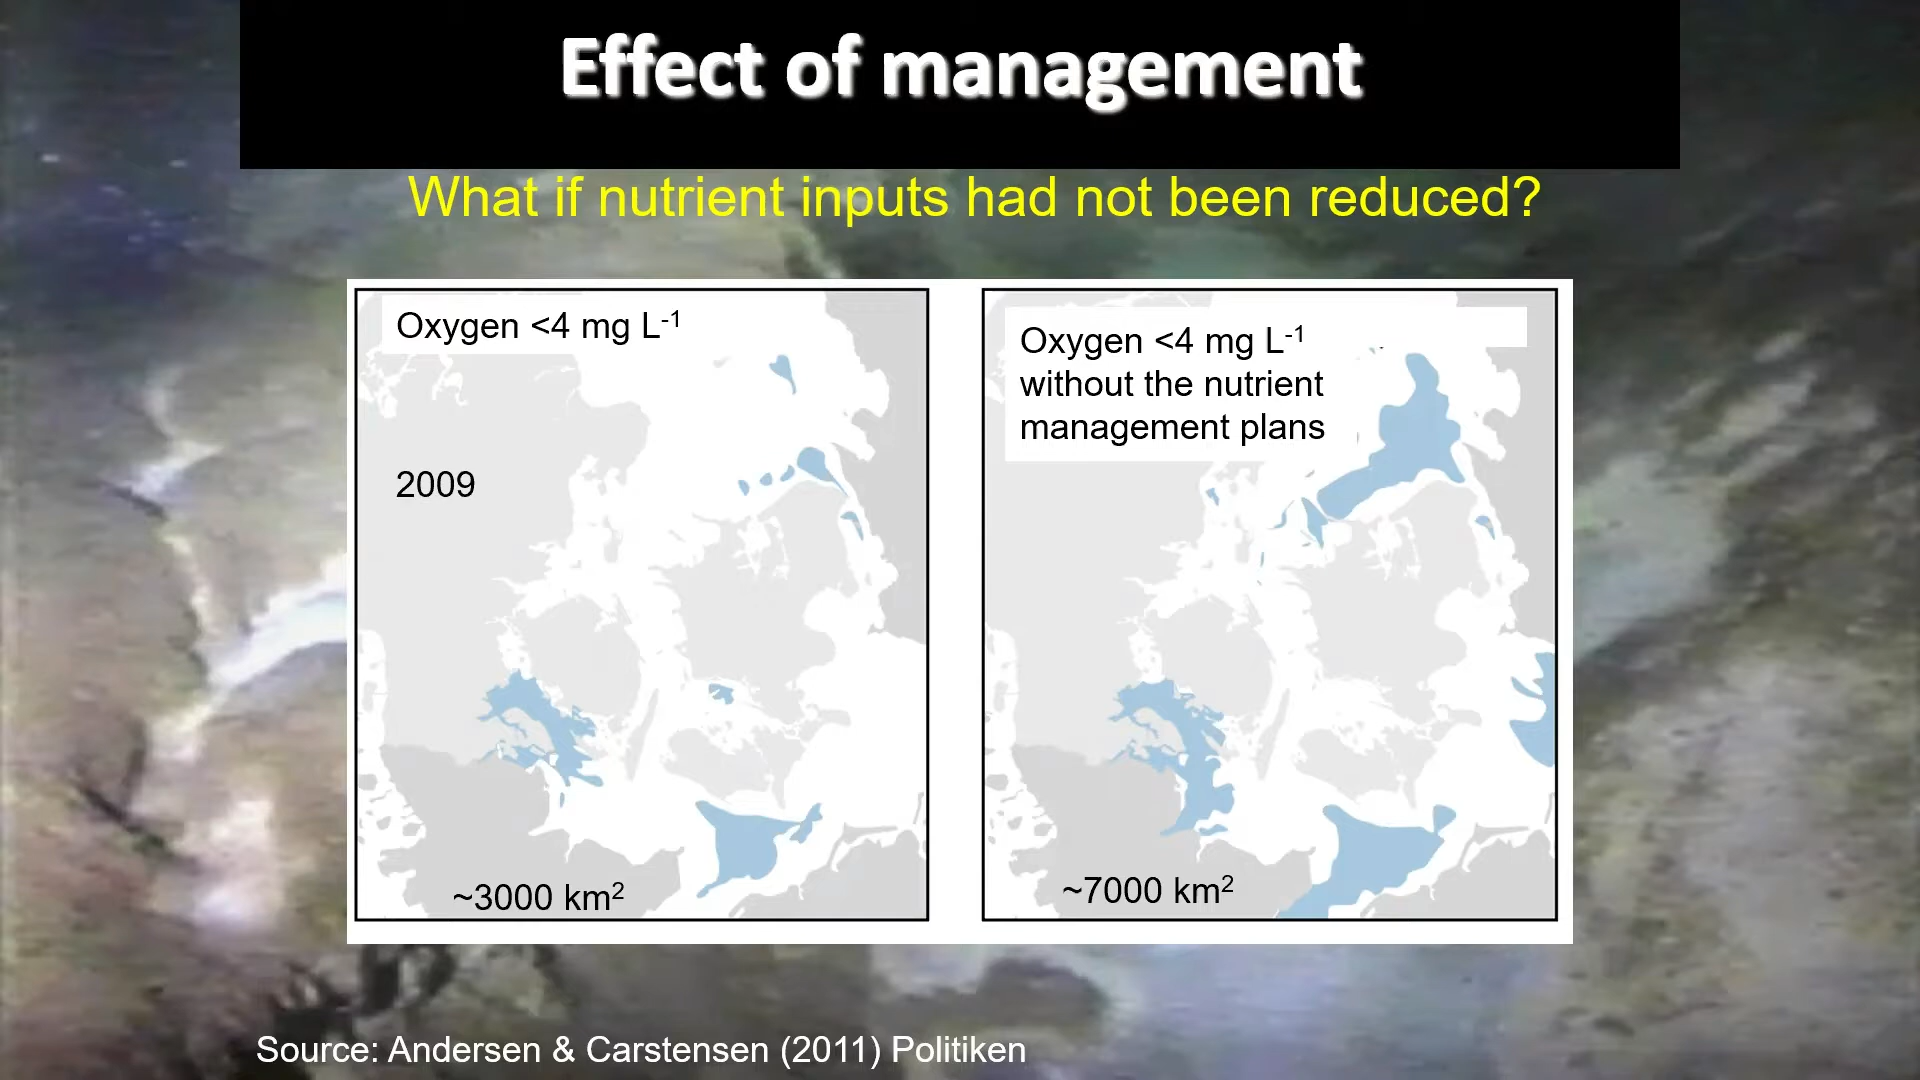 Effect of management
What if nutrient inputs had not been reduced?
Oxygen <4 mg L-1
2009
~3000 km2
Oxygen <4 mg L-1
without the nutrient
management plans
~7000 km2
Source: Andersen & Carstensen (2011) Politiken